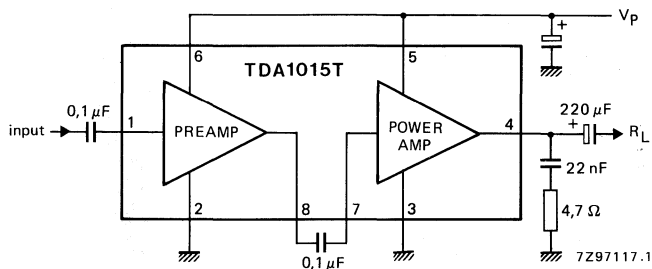 V_P
6
5
TDA1015T
0,1 µF
220 µF
input
1
PREAMP
POWER
AMP
4
+
+
R_L
22 nF
2
8
7
3
4,7 Ω
0,1 µF
7Z97117.1